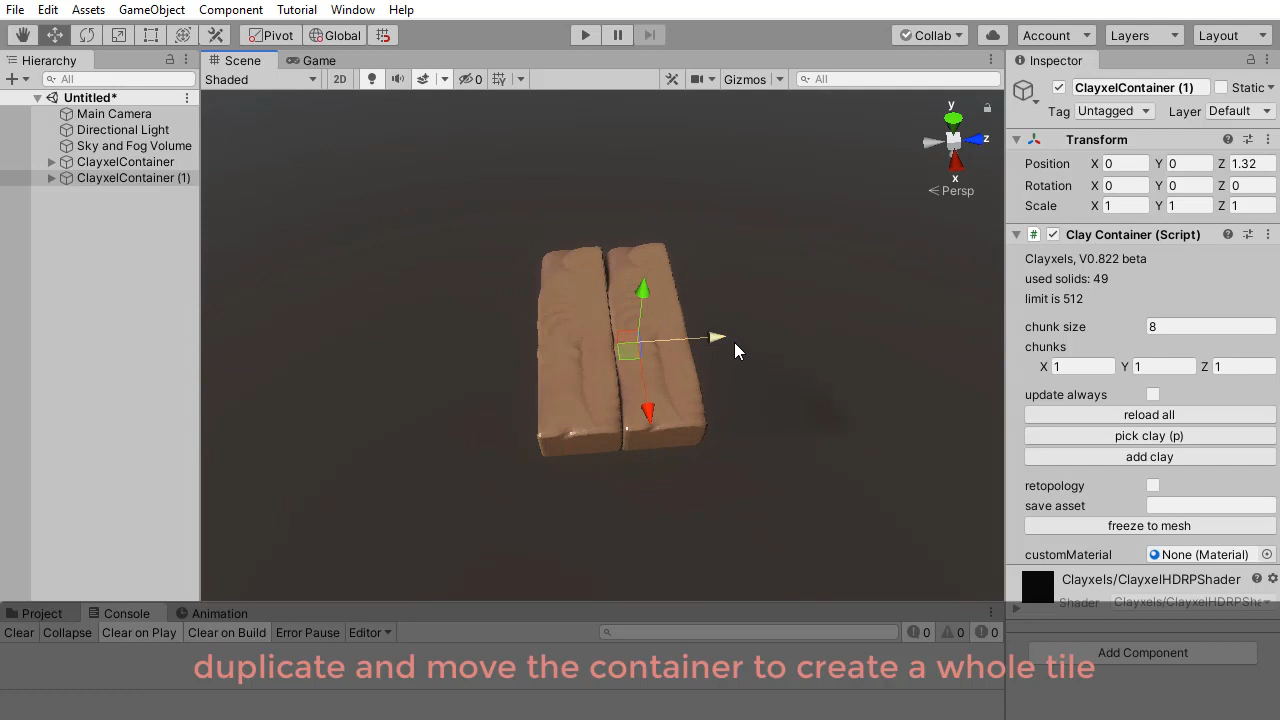 File Edit Assets GameObject Component Tutorial Window Help
Pivot Global Collab Account Layers Layout
Hierarchy Scene Game Inspector
All Shaded 2D 0 Gizmos All
ClayxelContainer (1) Static
Tag Untagged Layer Default
Untitled*
Main Camera
Directional Light
Sky and Fog Volume
ClayxelContainer
ClayxelContainer (1)
y
z
x
Persp
Transform
Position X 0 Y 0 Z 1.32
Rotation X 0 Y 0 Z 0
Scale X 1 Y 1 Z 1
# Clay Container (Script)
Clayxels, V0.822 beta
used solids: 49
limit is 512
chunk size 8
chunks
X 1 Y 1 Z 1
update always
reload all
pick clay (p)
add clay
retopology
save asset
freeze to mesh
customMaterial None (Material)
Clayxels/ClayxelHDRPShader
Shader Clayxels/ClayxelHDRPSha
Add Component
Project Console Animation
Clear Collapse Clear on Play Clear on Build Error Pause Editor 0 0 0
duplicate and move the container to create a whole tile